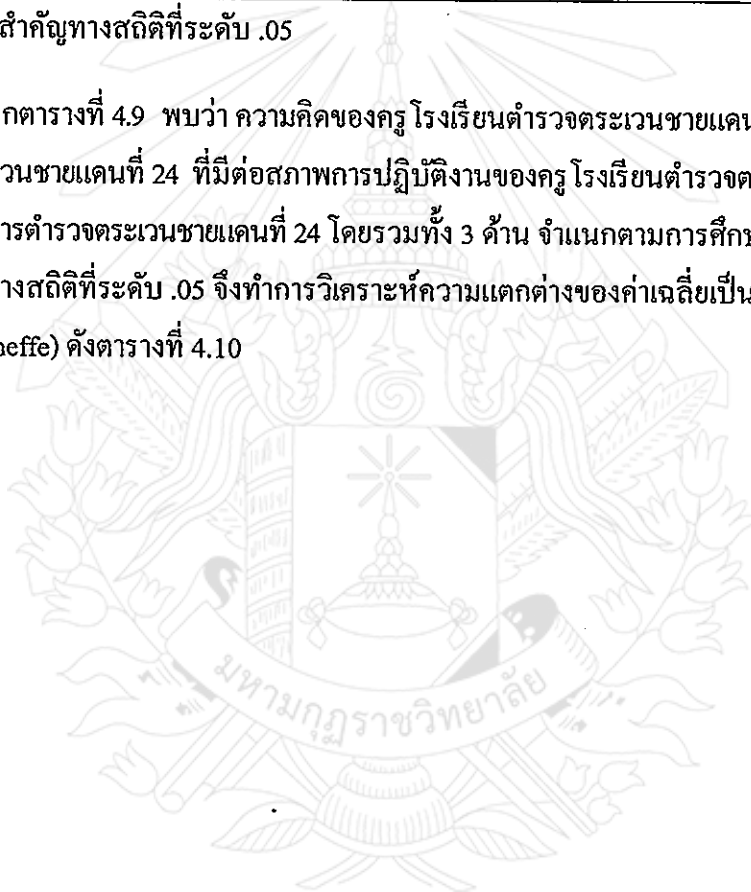 สำคัญทางสถิติที่ระดับ .05
กตารางที่ 4.9 พบว่า ความคิดของครูโรงเรียนตำรวจตระเวนชายแดน
วนชายแดนที่ 24 ที่มีต่อสภาพการปฏิบัติงานของครูโรงเรียนตำรวจต
ารตำรวจตระเวนชายแดนที่ 24 โดยรวมทั้ง 3 ด้าน จำแนกตามการศึกษ
างสถิติที่ระดับ .05 จึงทำการวิเคราะห์ความแตกต่างของค่าเฉลี่ยเป็น
effe) ดังตารางที่ 4.10
มหามกุฏราชวิทยาลัย